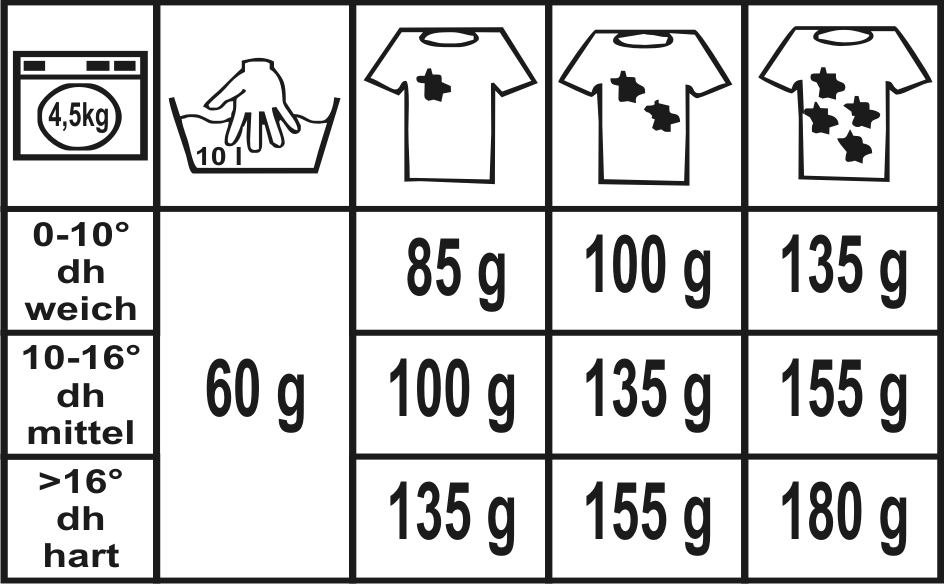 4,5kg
10 l
0-10°
dh
weich
85 g
100 g
135 g
10-16°
dh
mittel
60 g
100 g
135 g
155 g
>16°
dh
hart
135 g
155 g
180 g